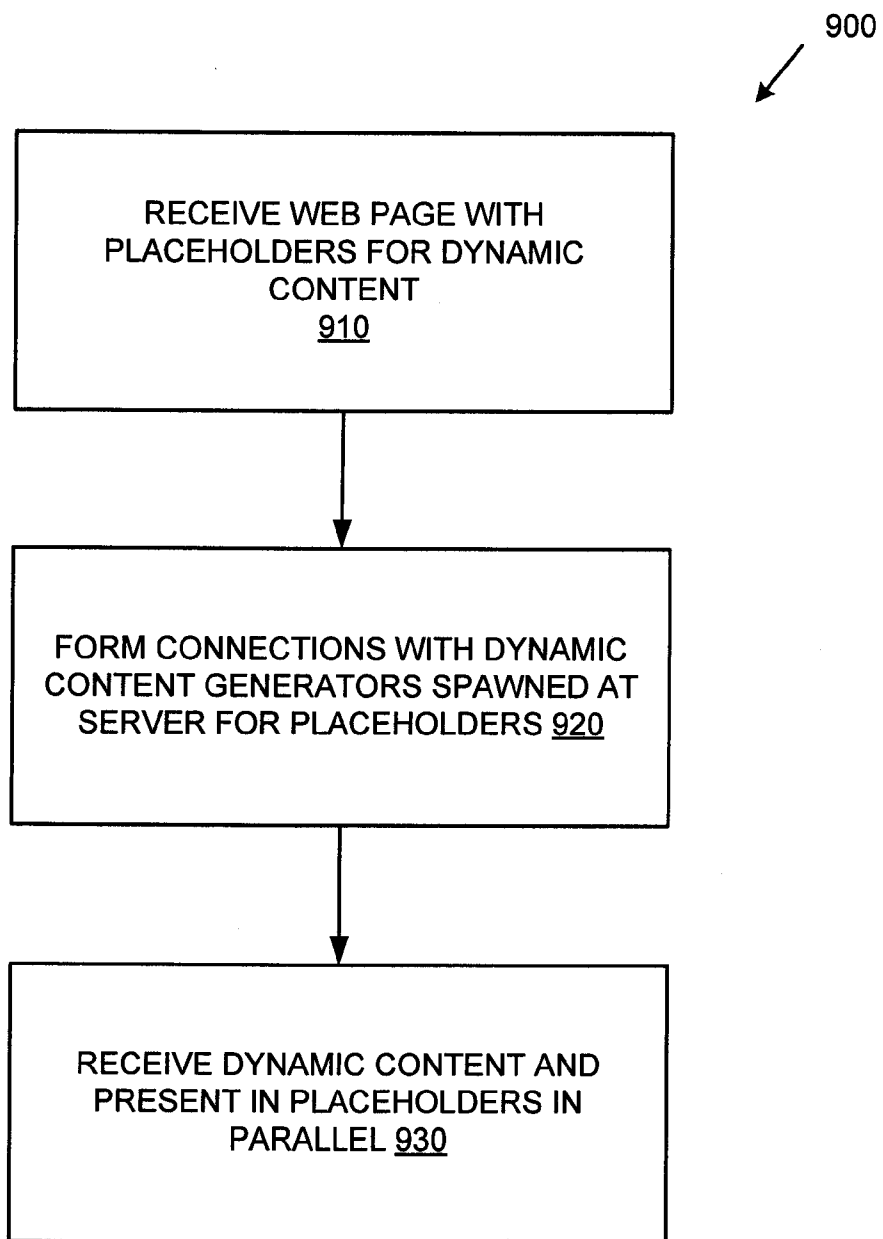 900
RECEIVE WEB PAGE WITH
PLACEHOLDERS FOR DYNAMIC
CONTENT
910
FORM CONNECTIONS WITH DYNAMIC
CONTENT GENERATORS SPAWNED AT
SERVER FOR PLACEHOLDERS 920
RECEIVE DYNAMIC CONTENT AND
PRESENT IN PLACEHOLDERS IN
PARALLEL 930